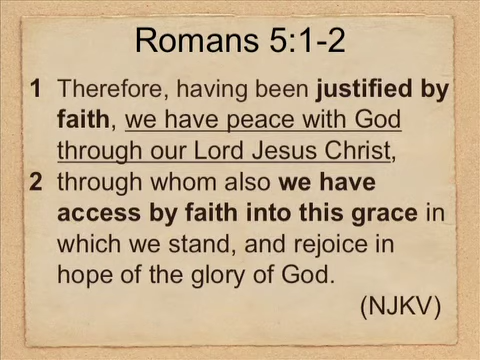 Romans 5:1-2
1 Therefore, having been justified by
faith, we have peace with God
through our Lord Jesus Christ,
2 through whom also we have
access by faith into this grace in
which we stand, and rejoice in
hope of the glory of God.
(NJKV)